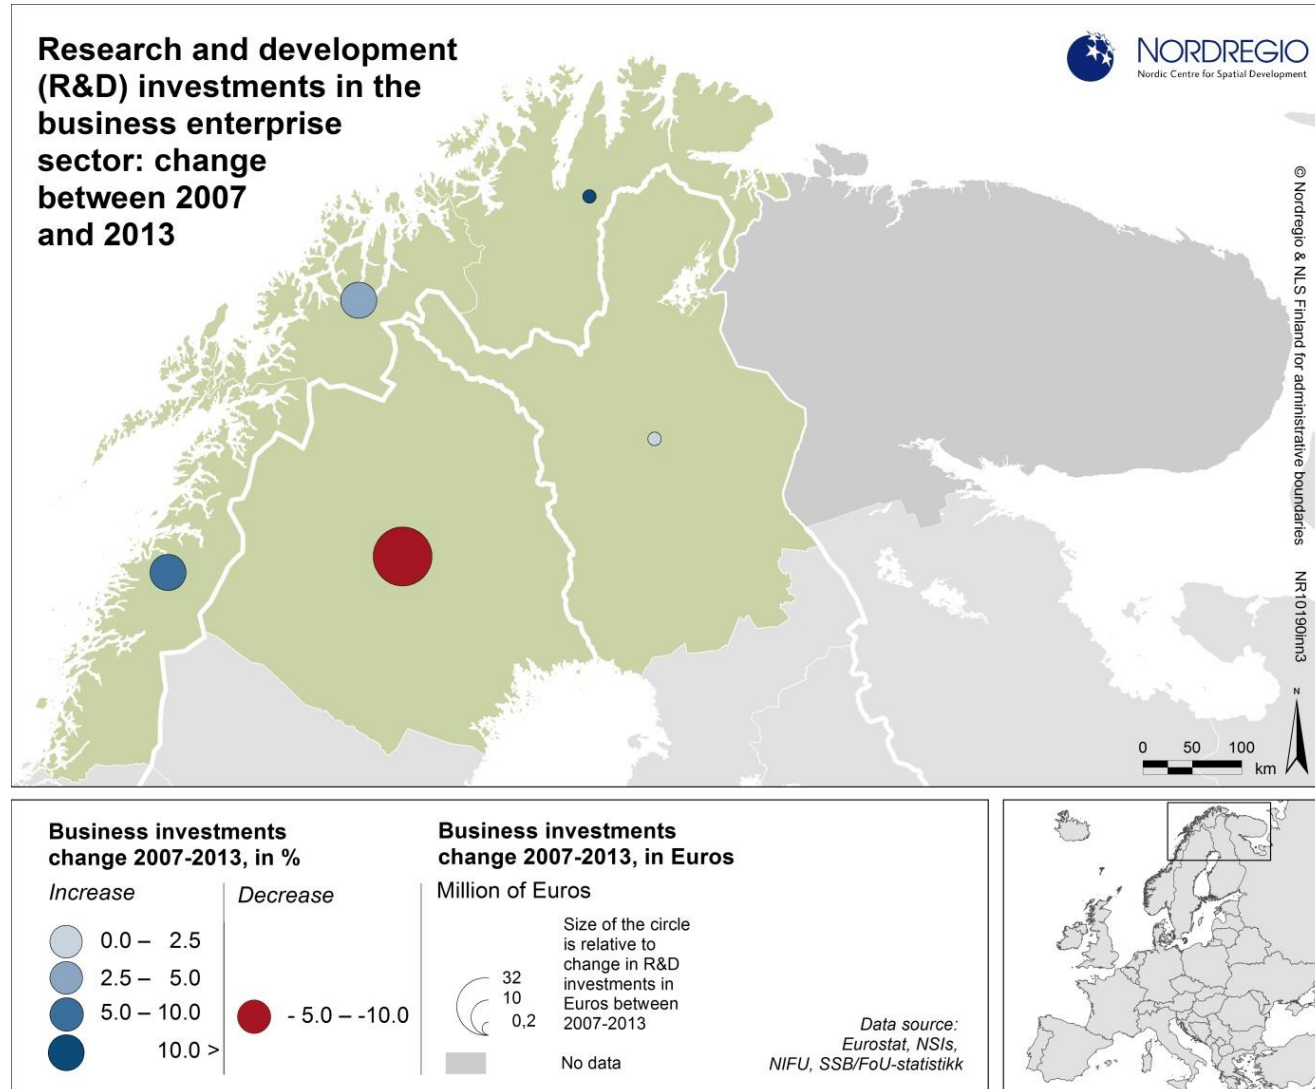 Research and development
(R&D) investments in the
business enterprise
sector: change
between 2007
and 2013
NORDREGIO
Nordic Centre for Spatial Development
© Nordregio & NLS Finland for administrative boundaries NR10190inn3
N
0 50 100
km
Business investments
change 2007-2013, in %
Increase
0.0 – 2.5
2.5 – 5.0
5.0 – 10.0
10.0 >
Decrease
- 5.0 – -10.0
Business investments
change 2007-2013, in Euros
Million of Euros
32
10
0,2
Size of the circle
is relative to
change in R&D
investments in
Euros between
2007-2013
No data
Data source:
Eurostat, NSIs,
NIFU, SSB/FoU-statistikk